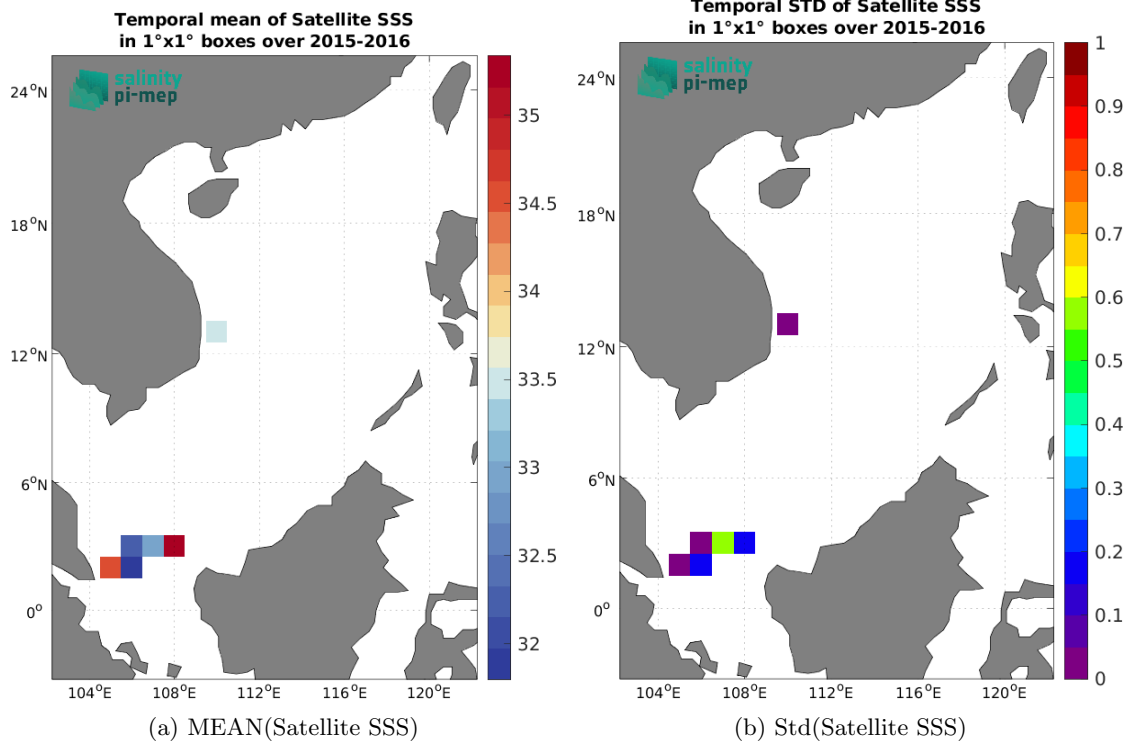 Temporal mean of Satellite SSS
in 1°x1° boxes over 2015-2016
salinity
pi-mep
24°N
18°N
12°N
6°N
0°
104°E
108°E
112°E
116°E
120°E
35
34.5
34
33.5
33
32.5
32
(a) MEAN(Satellite SSS)
Temporal STD of Satellite SSS
in 1°x1° boxes over 2015-2016
salinity
pi-mep
24°N
18°N
12°N
6°N
0°
104°E
108°E
112°E
116°E
120°E
1
0.9
0.8
0.7
0.6
0.5
0.4
0.3
0.2
0.1
0
(b) Std(Satellite SSS)